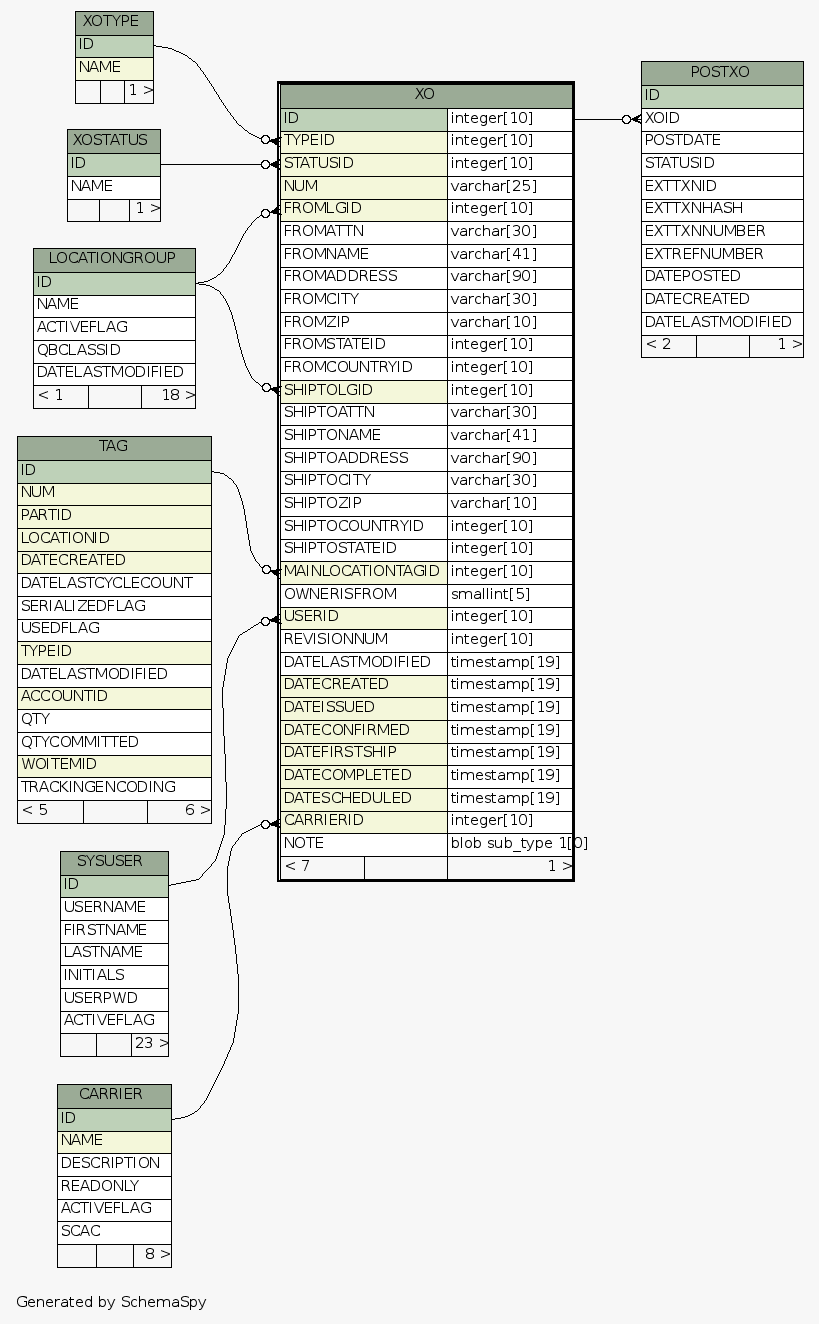 XOTYPE
ID
NAME
1 >
XOSTATUS
ID
NAME
1 >
LOCATIONGROUP
ID
NAME
ACTIVEFLAG
QBCLASSID
DATELASTMODIFIED
< 1 18 >
TAG
ID
NUM
PARTID
LOCATIONID
DATECREATED
DATELASTCYCLECOUNT
SERIALIZEDFLAG
USEDFLAG
TYPEID
DATELASTMODIFIED
ACCOUNTID
QTY
QTYCOMMITTED
WOITEMID
TRACKINGENCODING
< 5 6 >
SYSUSER
ID
USERNAME
FIRSTNAME
LASTNAME
INITIALS
USERPWD
ACTIVEFLAG
23 >
CARRIER
ID
NAME
DESCRIPTION
READONLY
ACTIVEFLAG
SCAC
8 >
XO
ID integer[10]
TYPEID integer[10]
STATUSID integer[10]
NUM varchar[25]
FROMLGID integer[10]
FROMATTN varchar[30]
FROMNAME varchar[41]
FROMADDRESS varchar[90]
FROMCITY varchar[30]
FROMZIP varchar[10]
FROMSTATEID integer[10]
FROMCOUNTRYID integer[10]
SHIPTOLGID integer[10]
SHIPTOATTN varchar[30]
SHIPTONAME varchar[41]
SHIPTOADDRESS varchar[90]
SHIPTOCITY varchar[30]
SHIPTOZIP varchar[10]
SHIPTOCOUNTRYID integer[10]
SHIPTOSTATEID integer[10]
MAINLOCATIONTAGID integer[10]
OWNERISFROM smallint[5]
USERID integer[10]
REVISIONNUM integer[10]
DATELASTMODIFIED timestamp[19]
DATECREATED timestamp[19]
DATEISSUED timestamp[19]
DATECONFIRMED timestamp[19]
DATEFIRSTSHIP timestamp[19]
DATECOMPLETED timestamp[19]
DATESCHEDULED timestamp[19]
CARRIERID integer[10]
NOTE blob sub_type 1[0]
< 7 1 >
POSTXO
ID
XOID
POSTDATE
STATUSID
EXTTXNID
EXTTXNHASH
EXTTXNNUMBER
EXTREFNUMBER
DATEPOSTED
DATECREATED
DATELASTMODIFIED
< 2 1 >
Generated by SchemaSpy